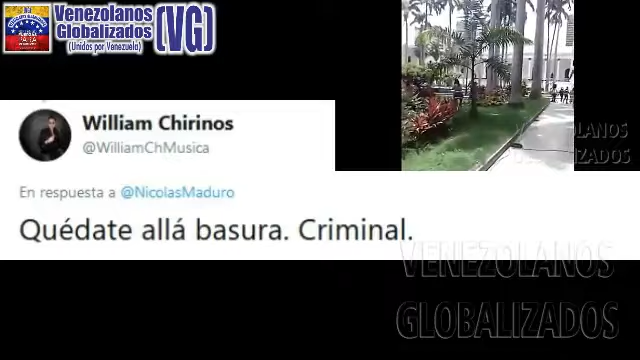 Venezolanos
Globalizados
(Unidos por Venezuela)
(VG)
William Chirinos
@WilliamChMusica
En respuesta a @NicolasMaduro
Quédate allá basura. Criminal.
VENEZOLANOS
GLOBALIZADOS